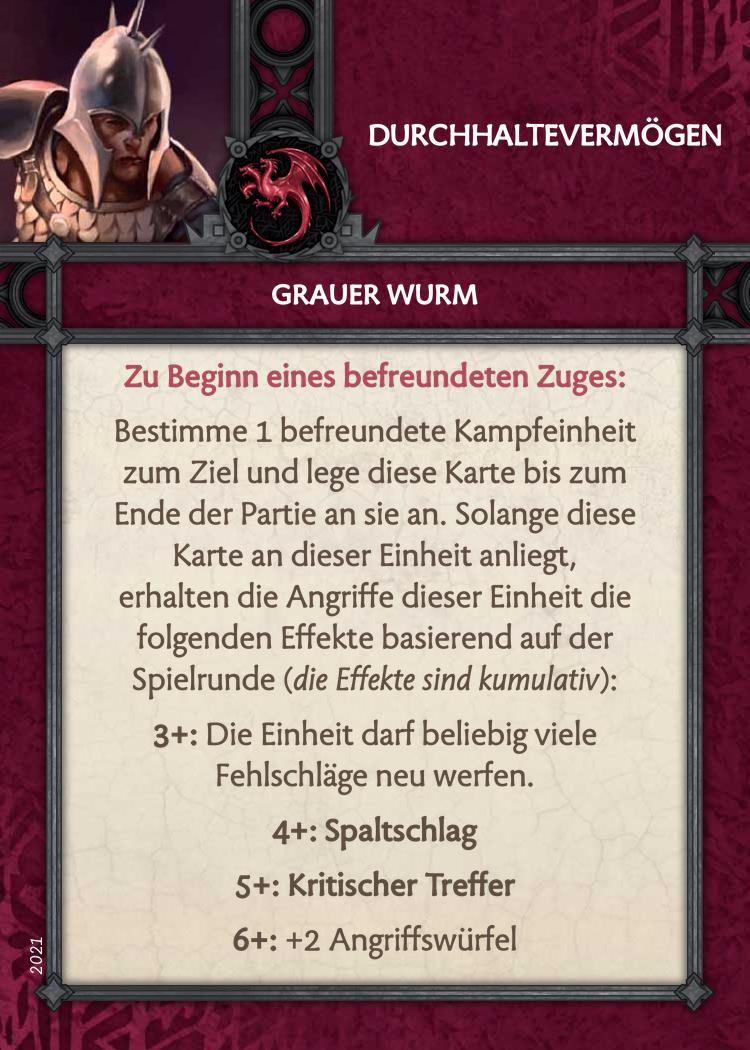 DURCHHALTEVERMÖGEN
GRAUER WURM
Zu Beginn eines befreundeten Zuges:
Bestimme 1 befreundete Kampfeinheit
zum Ziel und lege diese Karte bis zum
Ende der Partie an sie an. Solange diese
Karte an dieser Einheit anliegt,
erhalten die Angriffe dieser Einheit die
folgenden Effekte basierend auf der
Spielrunde (die Effekte sind kumulativ):
3+: Die Einheit darf beliebig viele
Fehlschläge neu werfen.
4+: Spaltschlag
5+: Kritischer Treffer
6+: +2 Angriffswürfel
2021